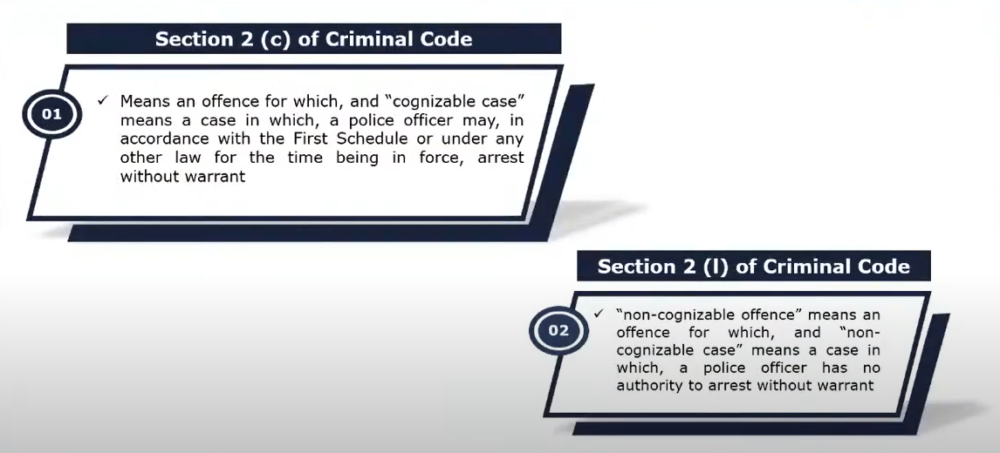 Section 2 (c) of Criminal Code
01
✓ Means an offence for which, and “cognizable case”
means a case in which, a police officer may, in
accordance with the First Schedule or under any
other law for the time being in force, arrest
without warrant
Section 2 (l) of Criminal Code
02
✓ “non-cognizable offence” means an
offence for which, and “non-
cognizable case” means a case in
which, a police officer has no
authority to arrest without warrant